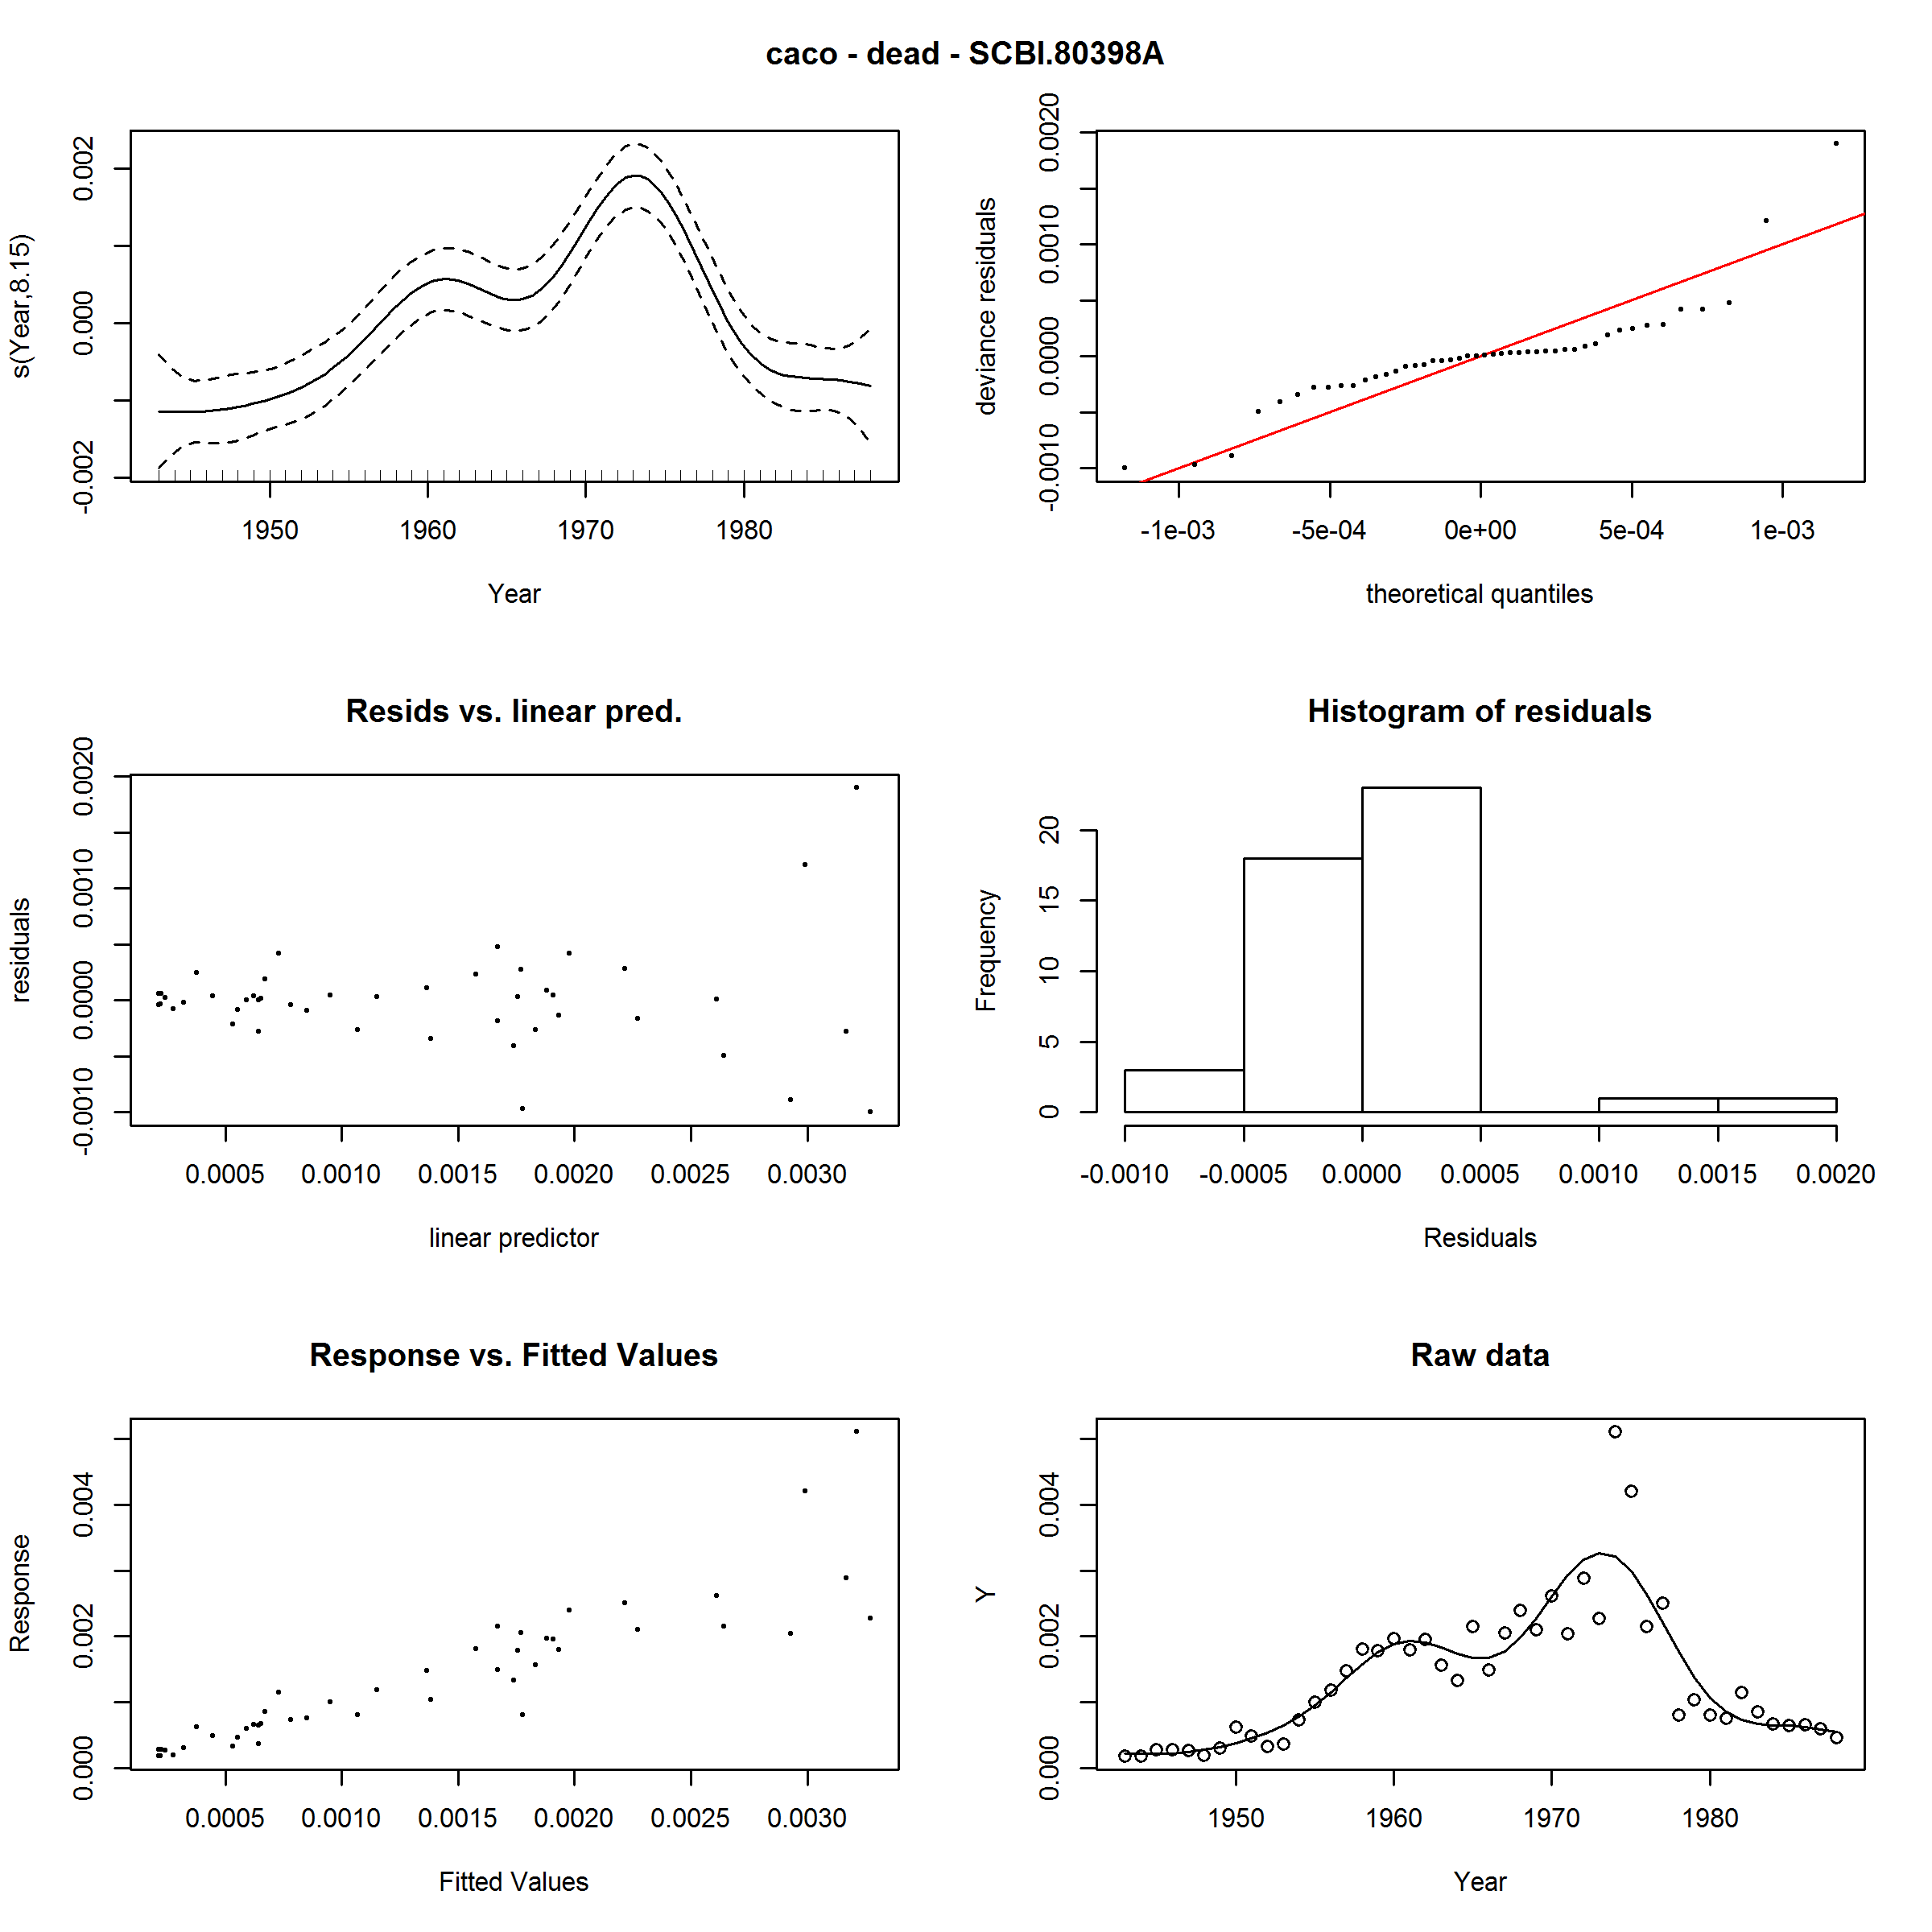 caco - dead - SCBI.80398A
s(Year,8.15)
0.002
0.000
-0.002
1950 1960 1970 1980
Year
deviance residuals
0.0020
0.0010
0.0000
-0.0010
-1e-03 -5e-04 0e+00 5e-04 1e-03
theoretical quantiles
Resids vs. linear pred.
residuals
0.0020
0.0010
0.0000
-0.0010
0.0005 0.0010 0.0015 0.0020 0.0025 0.0030
linear predictor
Histogram of residuals
Frequency
20
15
10
5
0
-0.0010 -0.0005 0.0000 0.0005 0.0010 0.0015 0.0020
Residuals
Response vs. Fitted Values
Response
0.004
0.002
0.000
0.0005 0.0010 0.0015 0.0020 0.0025 0.0030
Fitted Values
Raw data
Y
0.004
0.002
0.000
1950 1960 1970 1980
Year